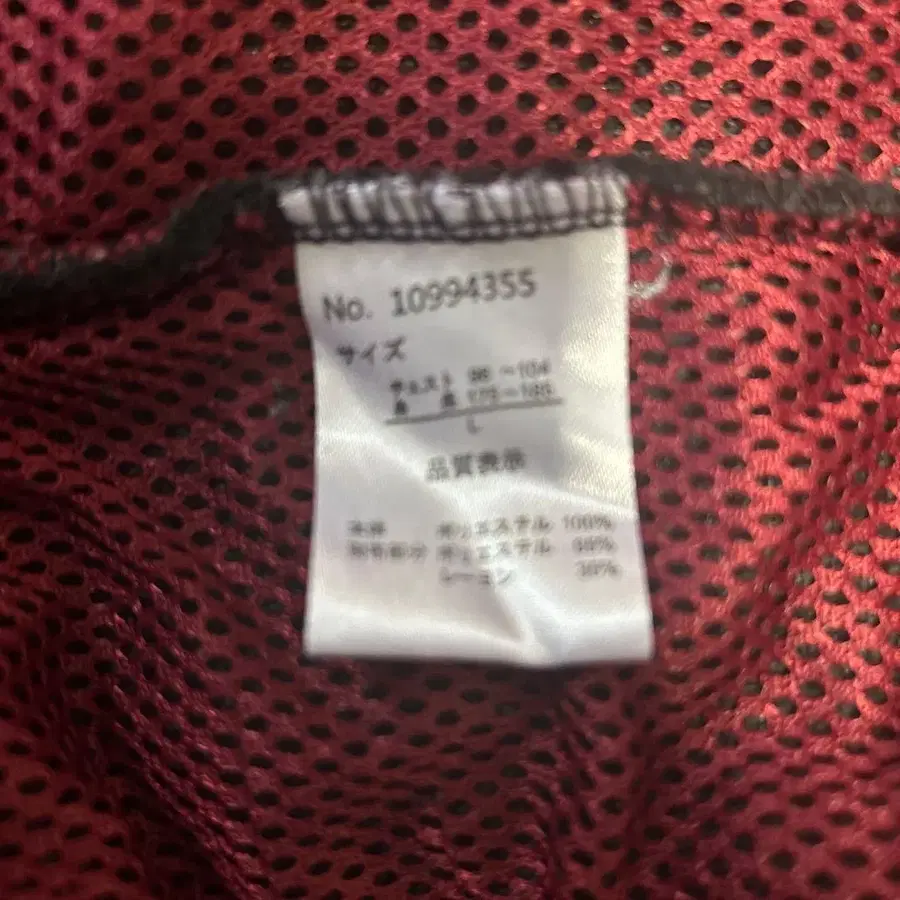 No. 10994355
サイズ
チェスト 96～104
身 長 175～185
L
品質表示
ポリエステル 100%
ポリエステル
レーヨン 30%